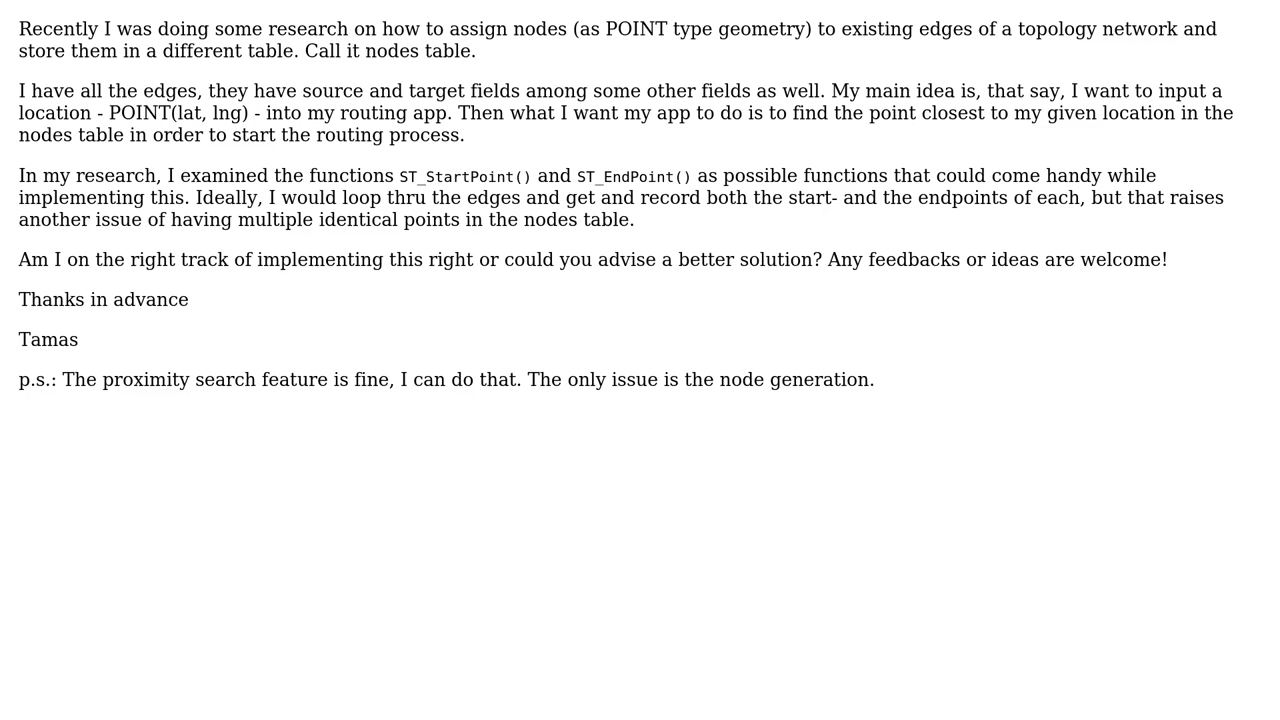 Recently I was doing some research on how to assign nodes (as POINT type geometry) to existing edges of a topology network and
store them in a different table. Call it nodes table.
I have all the edges, they have source and target fields among some other fields as well. My main idea is, that say, I want to input a
location - POINT(lat, lng) - into my routing app. Then what I want my app to do is to find the point closest to my given location in the
nodes table in order to start the routing process.
In my research, I examined the functions ST_StartPoint() and ST_EndPoint() as possible functions that could come handy while
implementing this. Ideally, I would loop thru the edges and get and record both the start- and the endpoints of each, but that raises
another issue of having multiple identical points in the nodes table.
Am I on the right track of implementing this right or could you advise a better solution? Any feedbacks or ideas are welcome!
Thanks in advance
Tamas
p.s.: The proximity search feature is fine, I can do that. The only issue is the node generation.